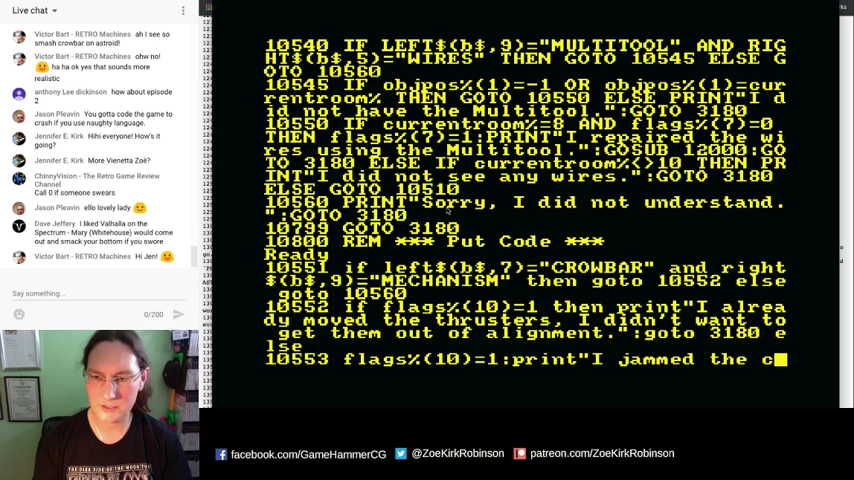 Live chat
Victor Bart - RETRO Machines ah I see so
smash crowbar on astroid!
Victor Bart - RETRO Machines ohw no!
ha ha ok yes that sounds more
realistic
anthony Lee dickinson how about episode
2
Jason Pleavin You gotta code the game to
crash if you use naughty language.
Jennifer E. Kirk Hihi everyone! How's it
going?
Jennifer E. Kirk More Vienetta Zoé?
ChinnyVision - The Retro Game Review
Channel
Call 0 if someone swears
Jason Pleavin ello lovely lady
Dave Jeffery I liked Valhalla on the
Spectrum - Mary (Whitehouse) would
come out and smack your bottom if you
swore
Victor Bart - RETRO Machines Hi Jen!
Say something...
0/200
10540 IF LEFT$(b$,9)="MULTITOOL" AND RIG
HT$(b$,5)="WIRES" THEN GOTO 10545 ELSE G
OTO 10560
10545 IF objpos%(1)=-1 OR objpos%(1)=cur
rentroom% THEN GOTO 10550 ELSE PRINT"I d
id not have the Multitool.":GOTO 3180
THEN flags%(7)=1:PRINT"I repaired the wi
res using the Multitool.":GOSUB 12000:GO
TO 3180 ELSE IF currentroom%<>10 THEN PR
INT"I did not see any wires.":GOTO 3180
ELSE GOTO 10510
10560 PRINT"Sorry, I did not understand.
":GOTO 3180
10799 GOTO 3180
10800 REM *** Put Code ***
Ready
10551 if left$(b$,7)="CROWBAR" and right
$(b$,9)="MECHANISM" then goto 10552 else
goto 10560
10552 if flags%(10)=1 then print"I alrea
dy moved the thrusters, I didn't want to
get them out of alignment.":goto 3180 e
lse
10553 flags%(10)=1:print"I jammed the c
facebook.com/GameHammerCG
@ZoeKirkRobinson
patreon.com/ZoeKirkRobinson